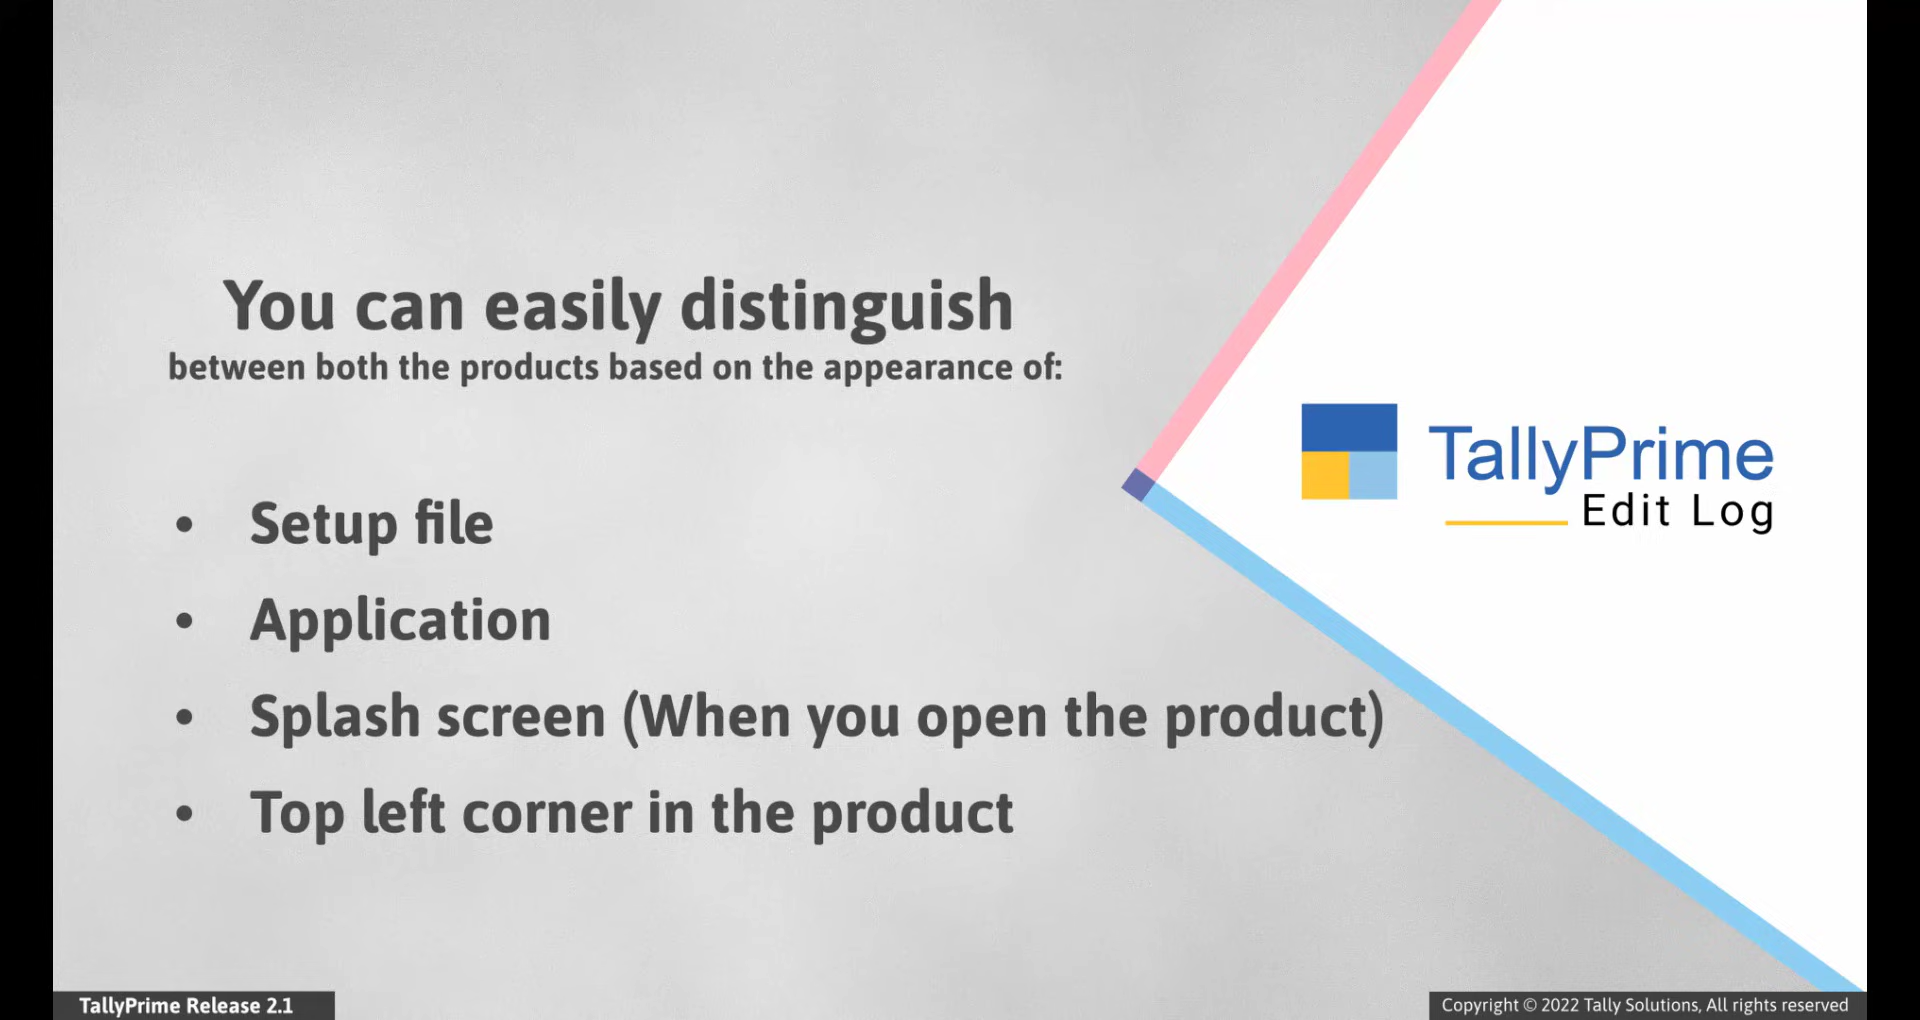 You can easily distinguish
between both the products based on the appearance of:
• Setup file
• Application
• Splash screen (When you open the product)
• Top left corner in the product
TallyPrime
Edit Log
TallyPrime Release 2.1
Copyright © 2022 Tally Solutions, All rights reserved